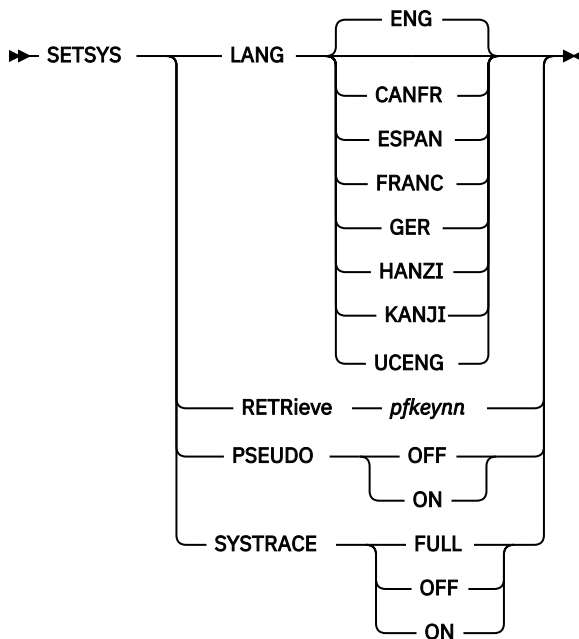 ENG
SETSYS LANG
CANFR
ESPAN
FRANC
GER
HANZI
KANJI
UCENG
RETRieve pfkeynn
PSEUDO OFF
ON
SYSTRACE FULL
OFF
ON